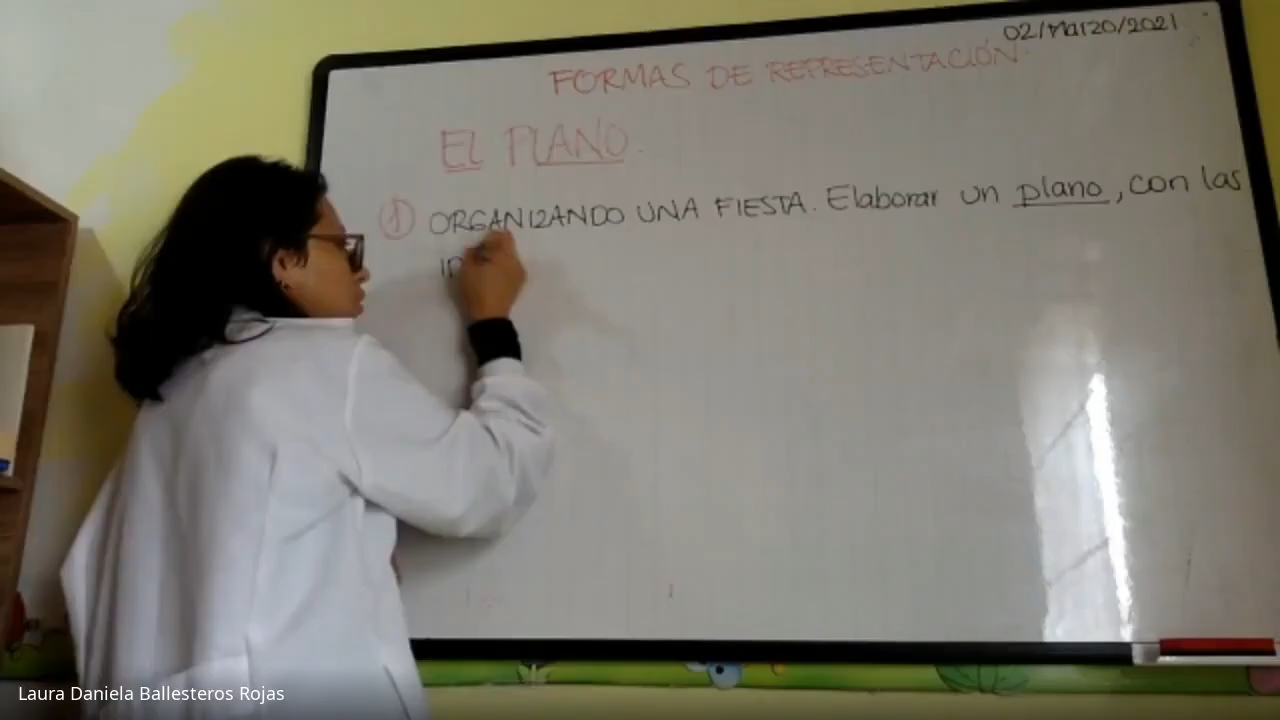 02/Marzo/2021
FORMAS DE REPRESENTACIÓN
EL PLANO.
① ORGANIZANDO UNA FIESTA. Elaborar un plano, con las
Laura Daniela Ballesteros Rojas